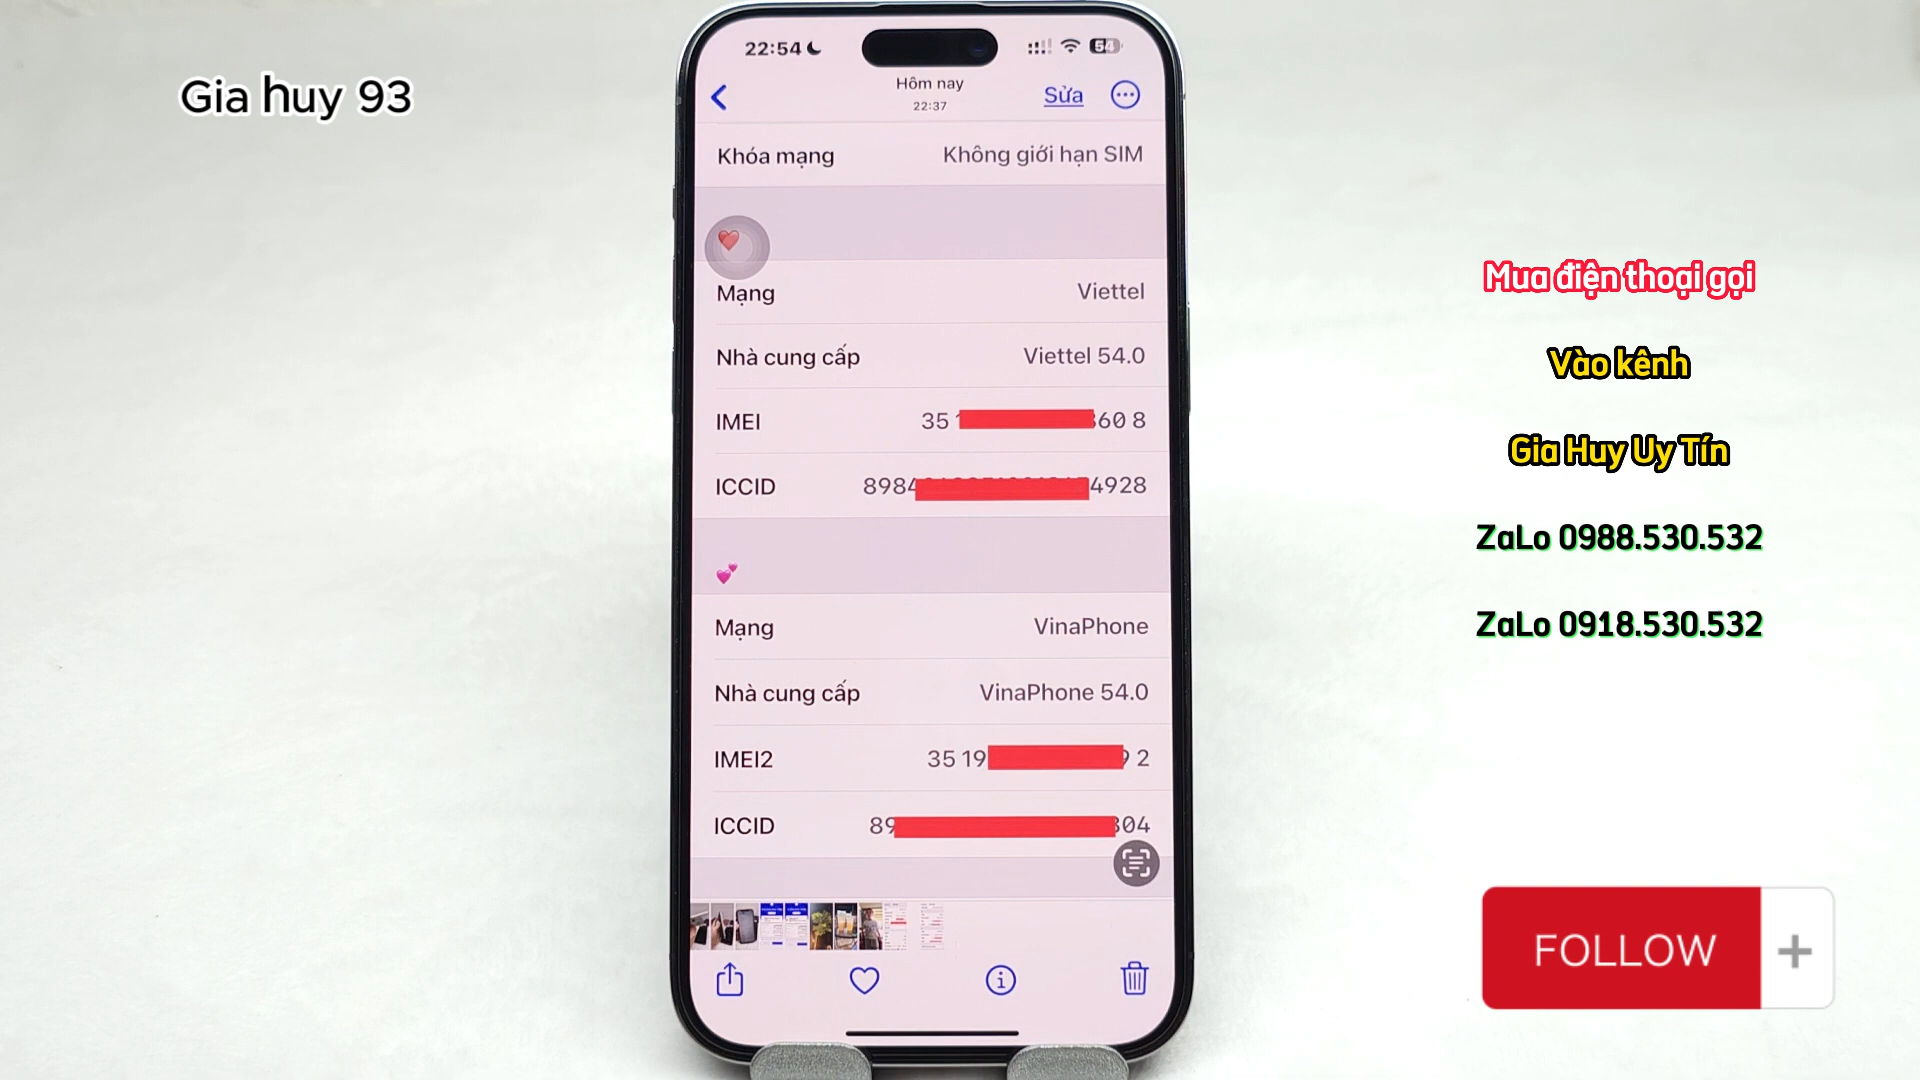 Gia huy 93
22:54
54
Hôm nay
22:37
Sửa
Khóa mạng Không giới hạn SIM
Mạng Viettel
Nhà cung cấp Viettel 54.0
IMEI 35 60 8
ICCID 8984 4928
Mạng VinaPhone
Nhà cung cấp VinaPhone 54.0
IMEI2 35 19 2
ICCID 89 304
Mua điện thoại gọi
Vào kênh
Gia Huy Uy Tín
ZaLo 0988.530.532
ZaLo 0918.530.532
FOLLOW +